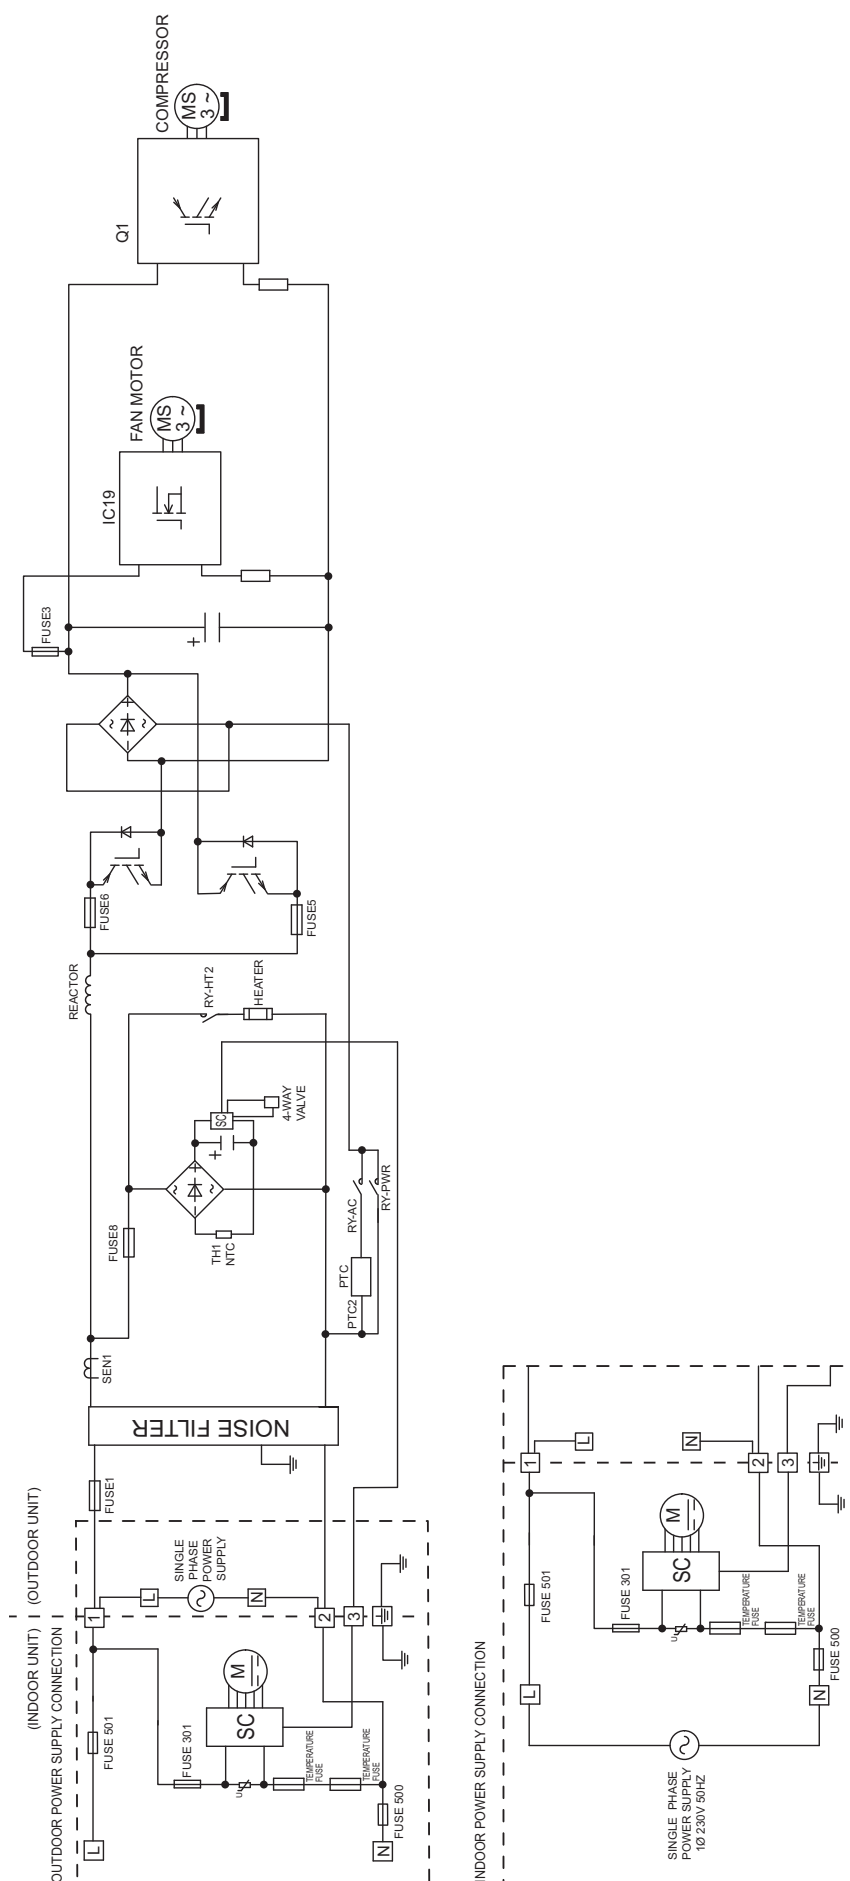 COMPRESSOR
MS
3 ~
Q1
FAN MOTOR
MS
3 ~
IC19
FUSE3
+
~
+
~
−
FUSE6
FUSE5
REACTOR
RY-HT2
HEATER
SC
4-WAY
VALVE
+
~
+
~
−
FUSE8
TH1
NTC
RY-AC
RY-PWR
PTC
PTC2
SEN1
NOISE FILTER
FUSE1
(OUTDOOR UNIT)
SINGLE
PHASE
POWER
SUPPLY
L
N
1
2
3
(INDOOR UNIT)
OUTDOOR POWER SUPPLY CONNECTION
FUSE 501
FUSE 301
M
SC
U
TEMPERATURE
FUSE
TEMPERATURE
FUSE
FUSE 500
L
N
INDOOR POWER SUPPLY CONNECTION
L
N
1
2
3
FUSE 501
FUSE 301
M
SC
U
TEMPERATURE
FUSE
TEMPERATURE
FUSE
FUSE 500
L
N
SINGLE PHASE
POWER SUPPLY
1Ø 230V 50HZ